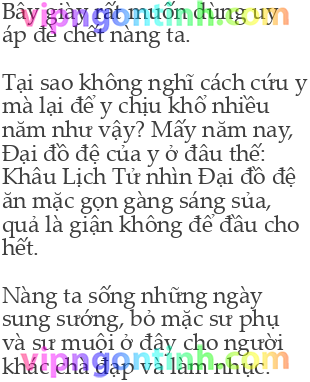 Bây giày rất muốn dùng uy
áp đè chết nàng ta.
Tại sao không nghĩ cách cứu y
mà lại để y chịu khổ nhiều
năm như vậy? Mấy năm nay,
Đại đồ đệ của y ở đâu thế:
Khâu Lịch Tử nhìn Đại đồ đệ
ăn mặc gọn gàng sáng sủa,
quả là giận không để đầu cho
hết.
Nàng ta sống những ngày
sung sướng, bỏ mặc sư phụ
và sư muội ở đây cho người
khác chà đạp và làm nhục.
vipngontinh.com
vipngontinh.com